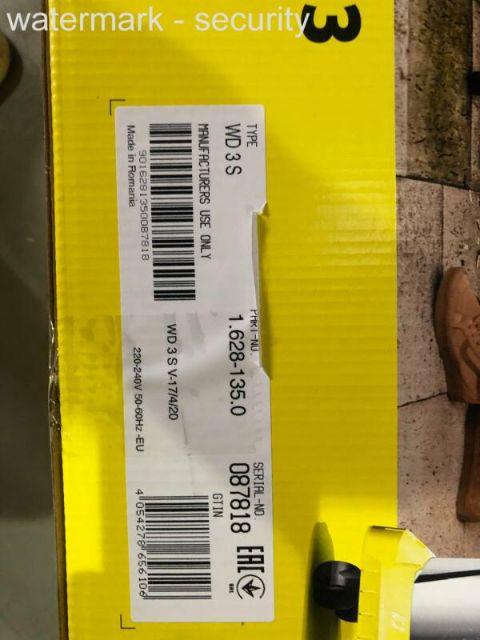 watermark - security
3
TYPE
WD 3 S
PART-NO
1.628-135.0
SERIAL-NO.
087818
MANUFACTURERS USE ONLY
9016281350087818
Made in Romania
WD 3 S V-17/4/20
220-240V 50-60Hz -EU
GTIN
4 054278 656106
EAC